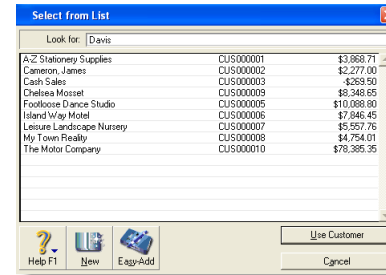 Select from List
Look for: Davis
A-Z Stationery Supplies CUS000001 $3,868.71
Cameron, James CUS000002 $2,277.00
Cash Sales CUS000003 -$269.50
Chelsea Mosset CUS000009 $8,348.65
Footloose Dance Studio CUS000005 $10,088.80
Island Way Motel CUS000006 $7,846.45
Leisure Landscape Nursery CUS000007 $5,557.76
My Town Reality CUS000008 $4,754.01
The Motor Company CUS000010 $78,385.35
Use Customer
Help F1 New Easy-Add Cancel